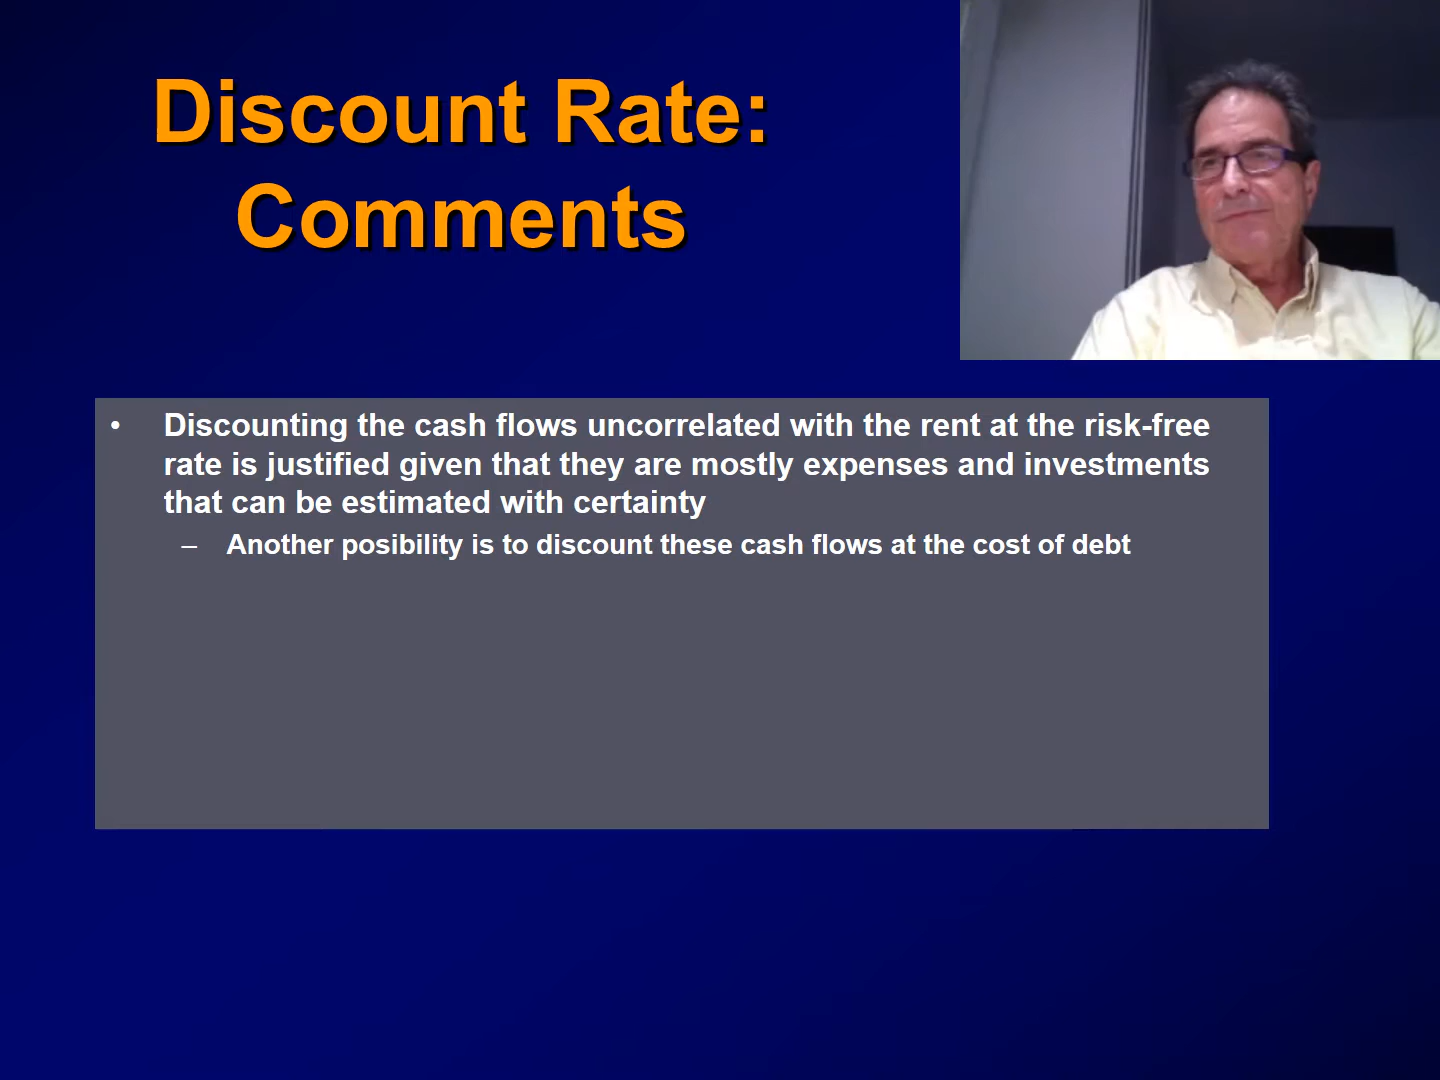 Discount Rate:
Comments
• Discounting the cash flows uncorrelated with the rent at the risk-free
rate is justified given that they are mostly expenses and investments
that can be estimated with certainty
– Another posibility is to discount these cash flows at the cost of debt